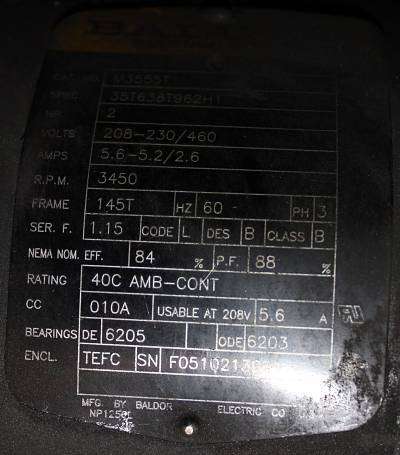 CAT. NO. M3555T
SPEC. 35T638T962H1
HP 2
VOLTS 208-230/460
AMPS 5.6-5.2/2.6
R.P.M. 3450
FRAME 145T HZ 60 PH 3
SER. F. 1.15 CODE L DES B CLASS B
NEMA NOM. EFF. 84 % P.F. 88 %
RATING 40C AMB-CONT
CC 010A USABLE AT 208V 5.6 A
BEARINGS DE 6205 ODE 6203
ENCL. TEFC SN
MFG. BY BALDOR ELECTRIC CO
NP1256L